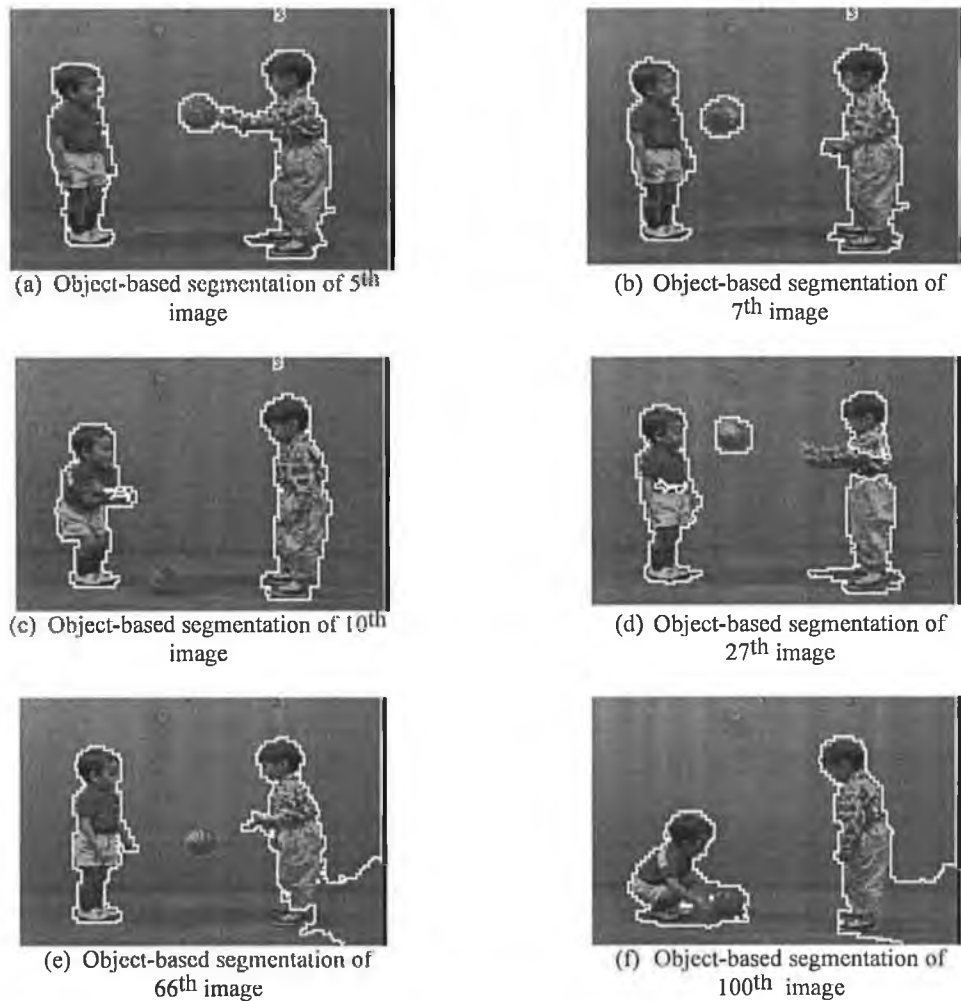 (a) Object-based segmentation of 5th
image
(b) Object-based segmentation of
7th image
(c) Object-based segmentation of 10th
image
(d) Object-based segmentation of
27th image
(e) Object-based segmentation of
66th image
(f) Object-based segmentation of
100th image